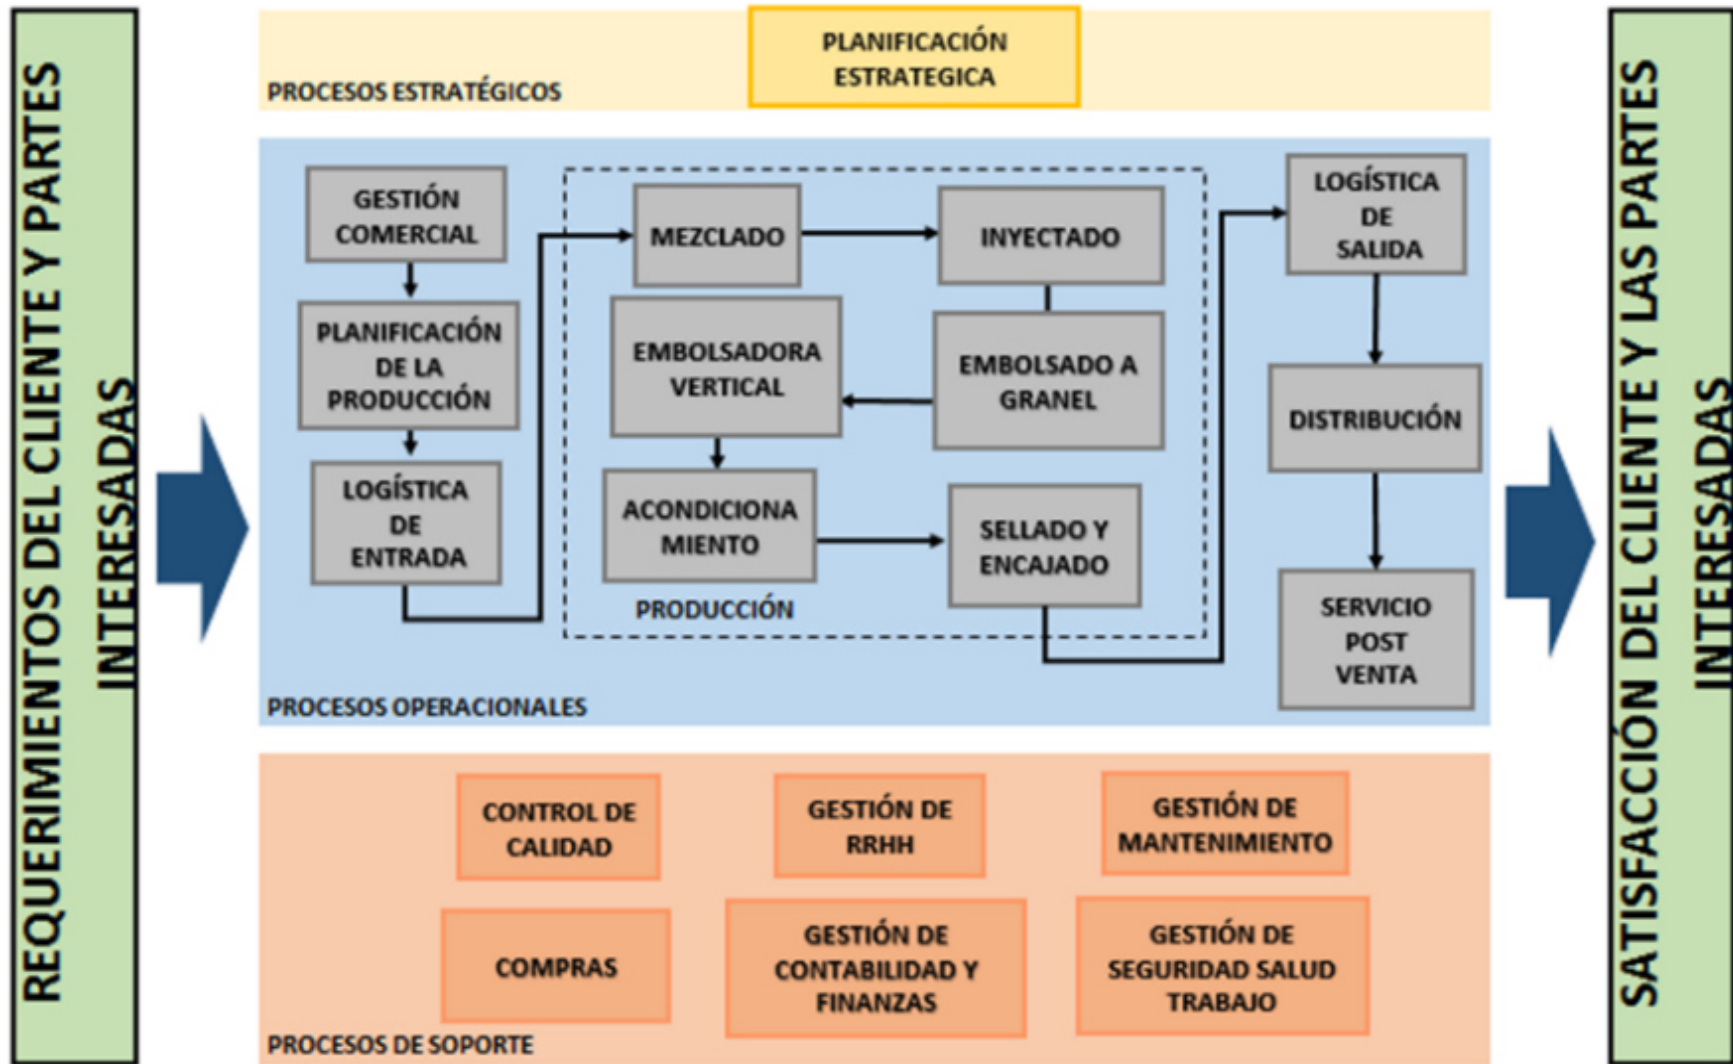 REQUERIMIENTOS DEL CLIENTE Y PARTES
INTERESADAS
PLANIFICACIÓN
ESTRATEGICA
PROCESOS ESTRATÉGICOS
GESTIÓN
COMERCIAL
PLANIFICACIÓN
DE LA
PRODUCCIÓN
LOGÍSTICA
DE
ENTRADA
MEZCLADO
INYECTADO
EMBOLSADORA
VERTICAL
EMBOLSADO A
GRANEL
ACONDICIONA
MIENTO
SELLADO Y
ENCAJADO
PRODUCCIÓN
LOGÍSTICA
DE
SALIDA
DISTRIBUCIÓN
SERVICIO
POST
VENTA
PROCESOS OPERACIONALES
CONTROL DE
CALIDAD
GESTIÓN DE
RRHH
GESTIÓN DE
MANTENIMIENTO
COMPRAS
GESTIÓN DE
CONTABILIDAD Y
FINANZAS
GESTIÓN DE
SEGURIDAD SALUD
TRABAJO
PROCESOS DE SOPORTE
SATISFACCIÓN DEL CLIENTE Y LAS PARTES
INTERESADAS